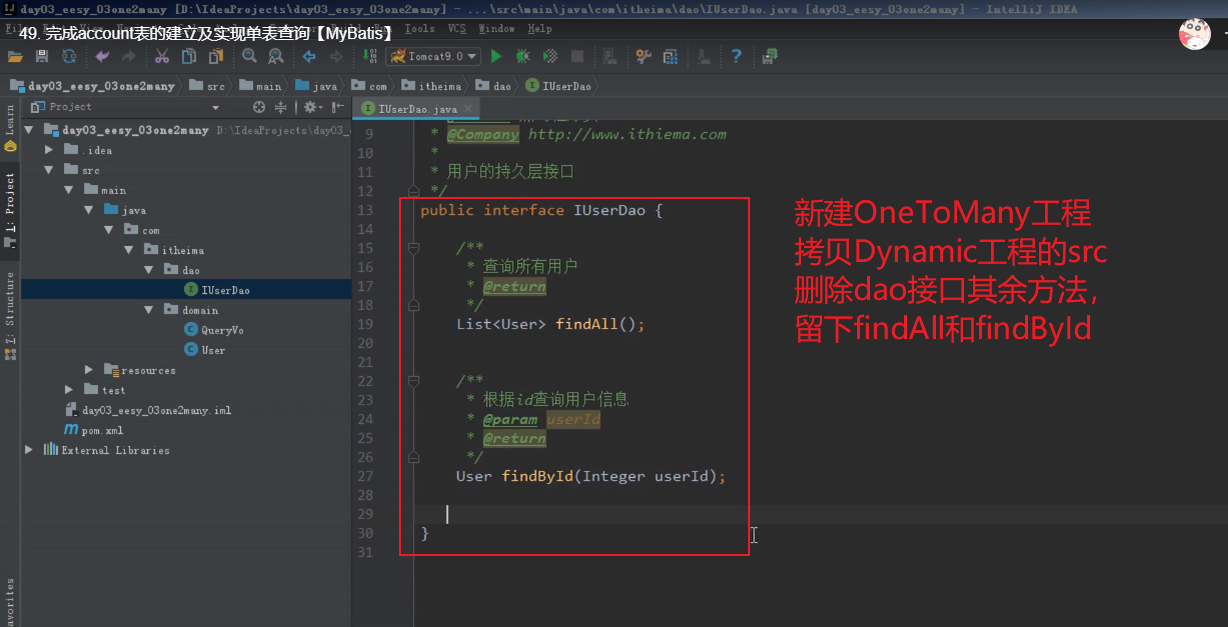 day03_eesy_03one2many [D:\IdeaProjects\day03_eesy_03one2many] - ...\src\main\java\com\itheima\dao\IUserDao.java [day03_eesy_03one2many] - IntelliJ IDEA
49. 完成account表的建立及实现单表查询【MyBatis】
Tools VCS Window Help
Tomcat9.0
day03_eesy_03one2many src main java com itheima dao IUserDao
Project
IUserDao.java
Learn
1: Project
7: Structure
avorites
day03_eesy_03one2many D:\IdeaProjects\day03_
.idea
src
main
java
com
itheima
dao
IUserDao
domain
QueryVo
User
resources
test
day03_eesy_03one2many.iml
pom.xml
External Libraries
9 * @Company http://www.ithiema.com
10 *
11 * 用户的持久层接口
12 */
13 public interface IUserDao {
14
15 /**
16 * 查询所有用户
17 * @return
18 */
19 List<User> findAll();
20
21
22 /**
23 * 根据id查询用户信息
24 * @param userId
25 * @return
26 */
27 User findById(Integer userId);
28
29
30 }
31
新建OneToMany工程
拷贝Dynamic工程的src
删除dao接口其余方法，
留下findAll和findById